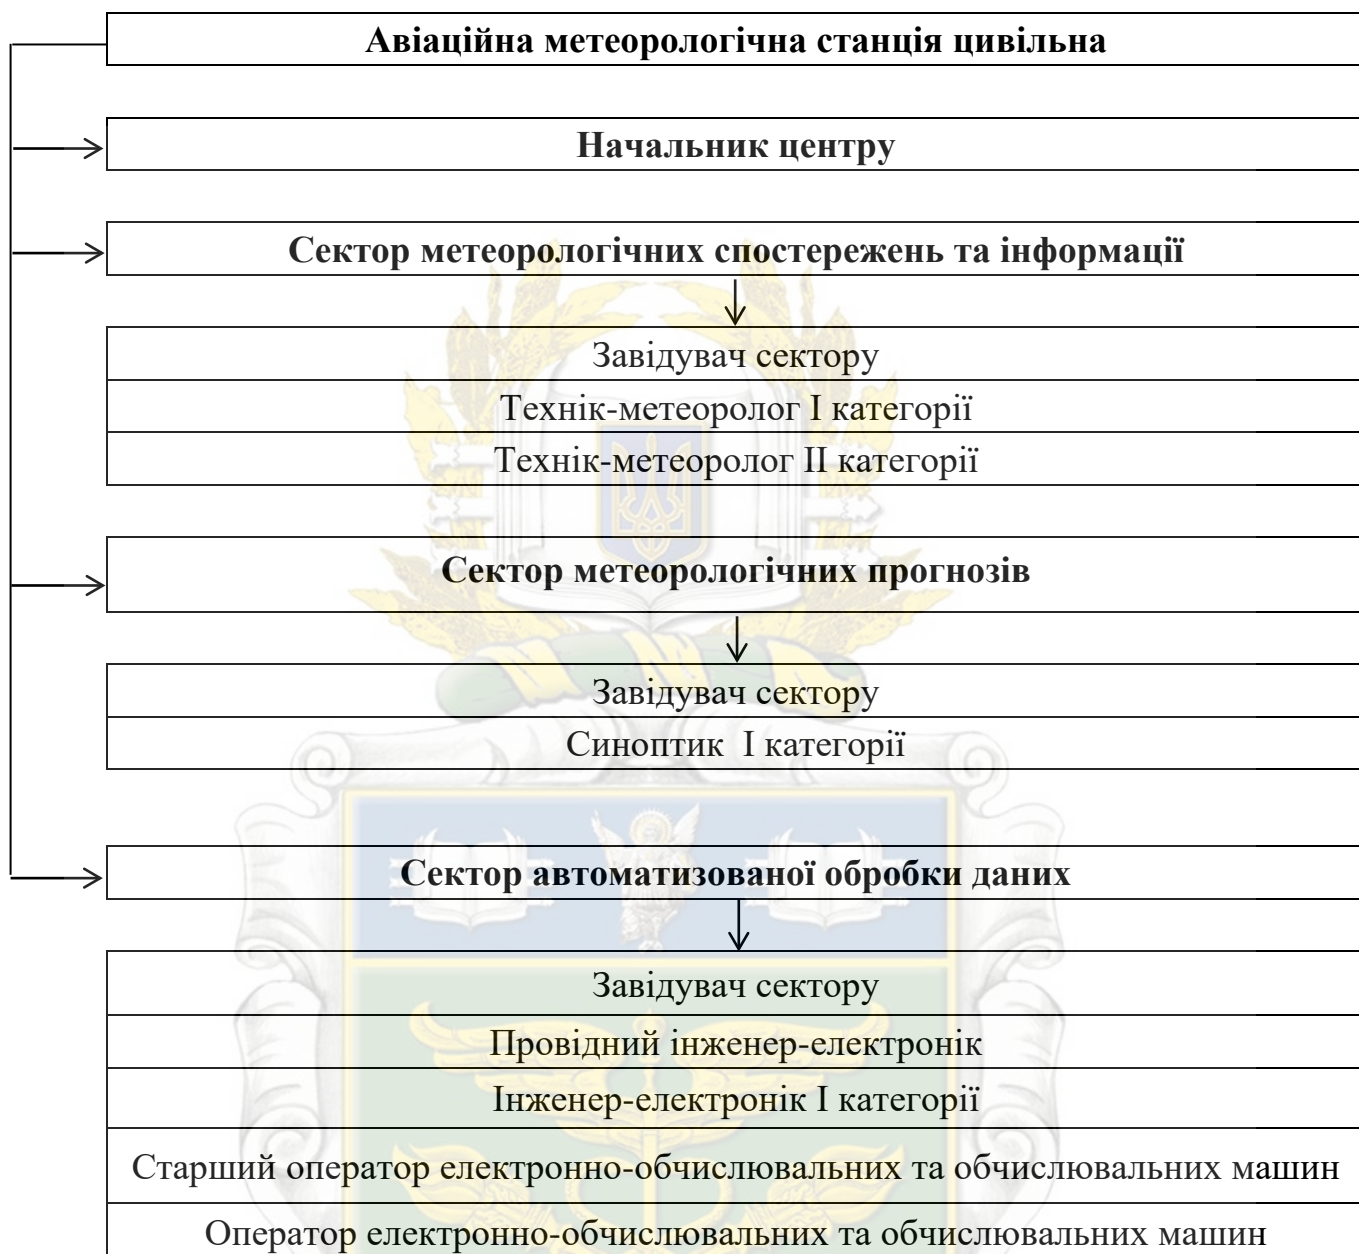 Авіаційна метеорологічна станція цивільна
Начальник центру
Сектор метеорологічних спостережень та інформації
Завідувач сектору
Технік-метеоролог І категорії
Технік-метеоролог ІІ категорії
Сектор метеорологічних прогнозів
Завідувач сектору
Синоптик І категорії
Сектор автоматизованої обробки даних
Завідувач сектору
Провідний інженер-електронік
Інженер-електронік І категорії
Старший оператор електронно-обчислювальних та обчислювальних машин
Оператор електронно-обчислювальних та обчислювальних машин